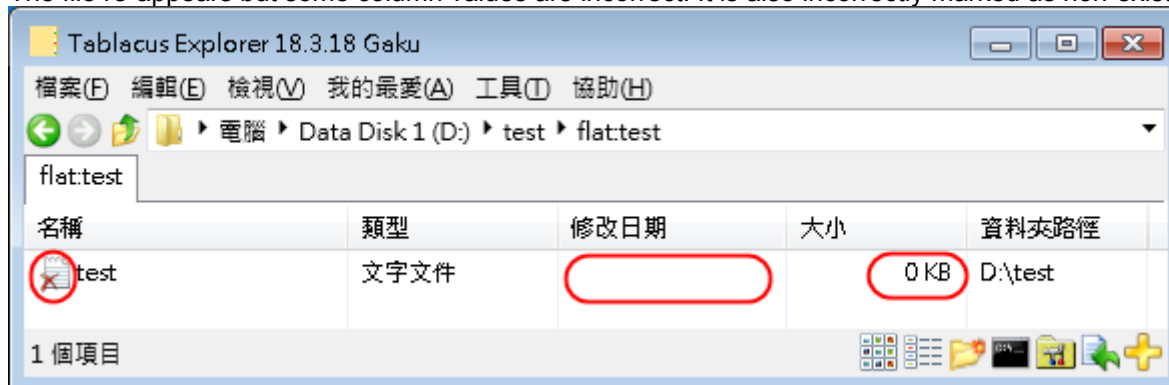 Tablacus Explorer 18.3.18 Gaku
檔案(F) 編輯(E) 檢視(V) 我的最愛(A) 工具(T) 協助(H)
電腦 Data Disk 1 (D:) test flat:test
flat:test
名稱 類型 修改日期 大小 資料夾路徑
test 文字文件 0 KB D:\test
1 個項目